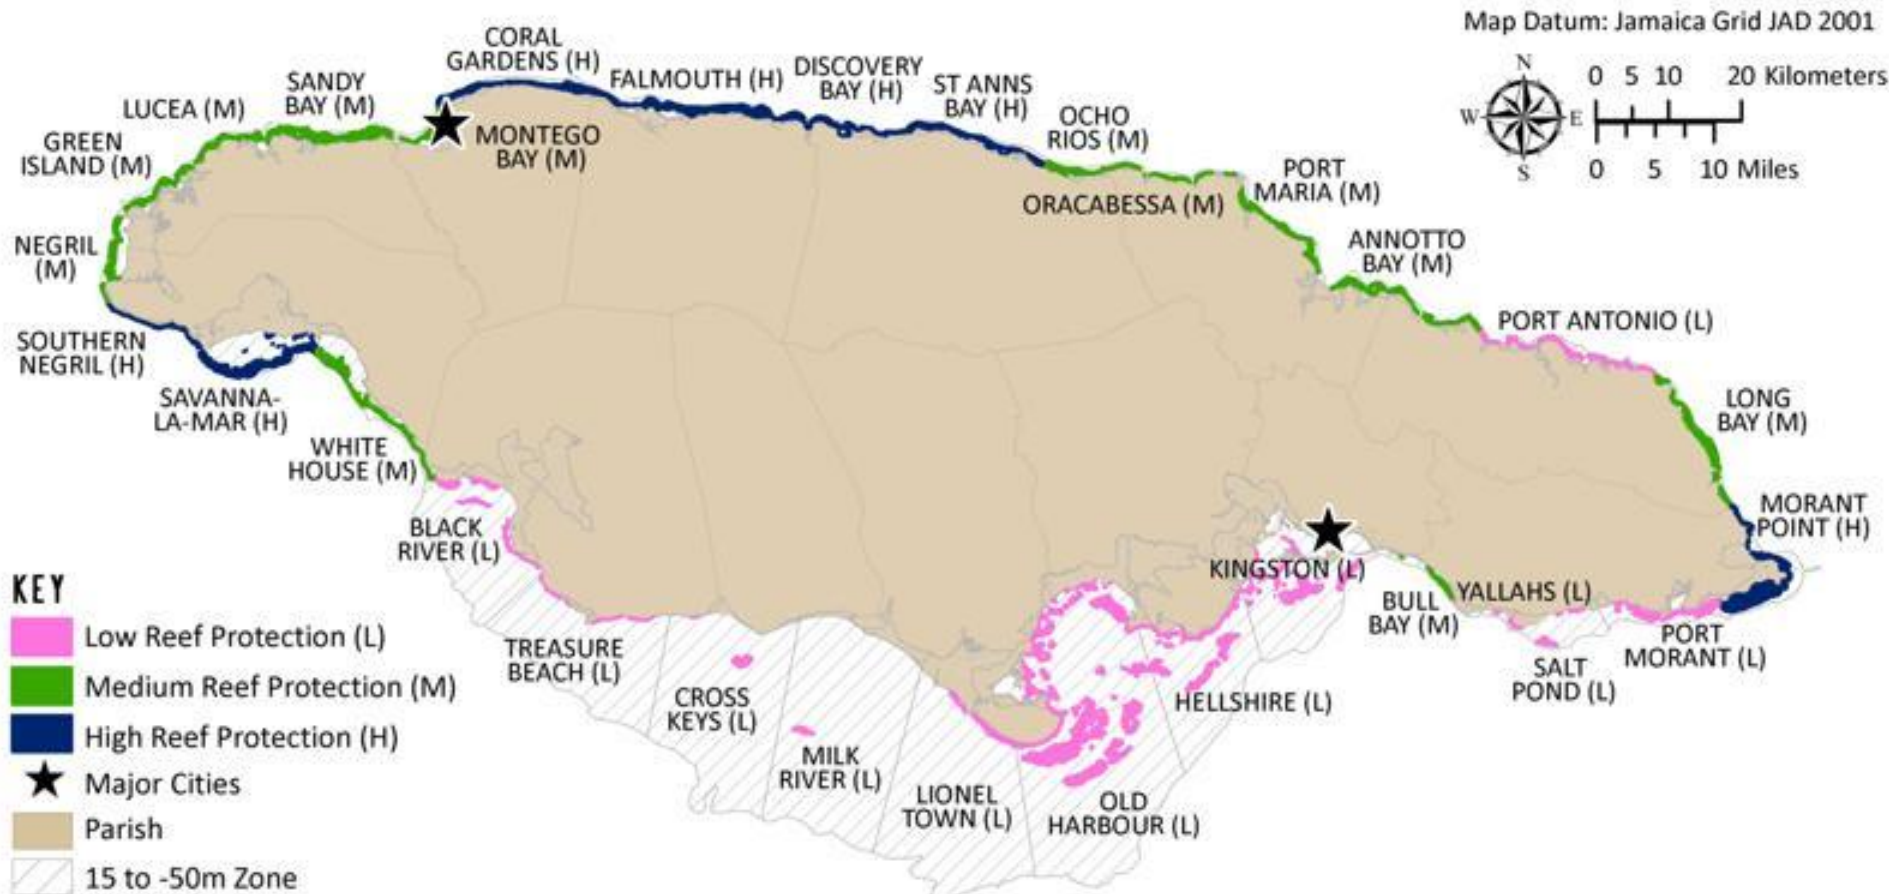 Map Datum: Jamaica Grid JAD 2001
N
W
E
S
0 5 10 20 Kilometers
0 5 10 Miles
CORAL
GARDENS (H)
FALMOUTH (H)
DISCOVERY
BAY (H)
ST ANNS
BAY (H)
OCHO
RIOS (M)
SANDY
BAY (M)
LUCEA (M)
GREEN
ISLAND (M)
MONTEGO
BAY (M)
PORT
MARIA (M)
ORACABESSA (M)
NEGRIL
(M)
ANNOTTO
BAY (M)
PORT ANTONIO (L)
SOUTHERN
NEGRIL (H)
SAVANNA-
LA-MAR (H)
LONG
BAY (M)
WHITE
HOUSE (M)
MORANT
POINT (H)
BLACK
RIVER (L)
KINGSTON (L)
BULL
BAY (M)
YALLAHS (L)
PORT
MORANT (L)
SALT
POND (L)
TREASURE
BEACH (L)
CROSS
KEYS (L)
HELLSHIRE (L)
MILK
RIVER (L)
LIONEL
TOWN (L)
OLD
HARBOUR (L)
KEY
Low Reef Protection (L)
Medium Reef Protection (M)
High Reef Protection (H)
Major Cities
Parish
15 to -50m Zone